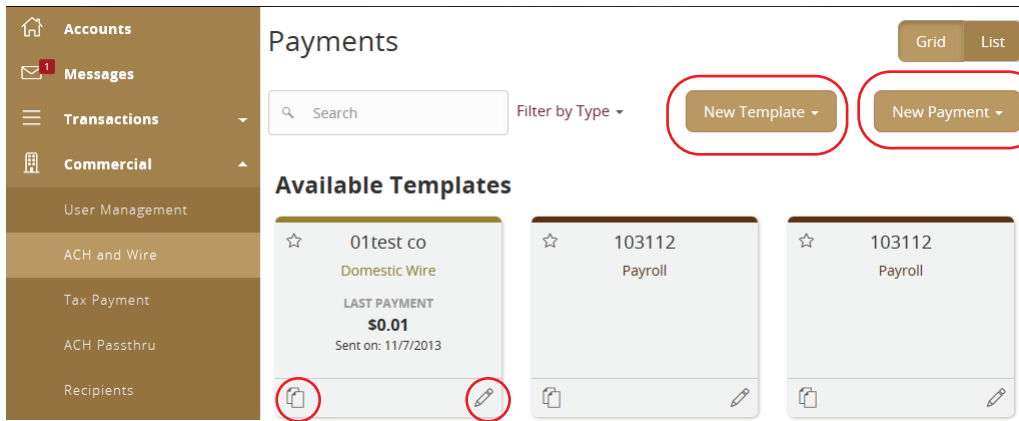 Accounts
1
Messages
Transactions
Commercial
User Management
ACH and Wire
Tax Payment
ACH Passthru
Recipients
Payments
Grid List
Search
Filter by Type
New Template
New Payment
Available Templates
01test co
Domestic Wire
LAST PAYMENT
$0.01
Sent on: 11/7/2013
103112
Payroll
103112
Payroll